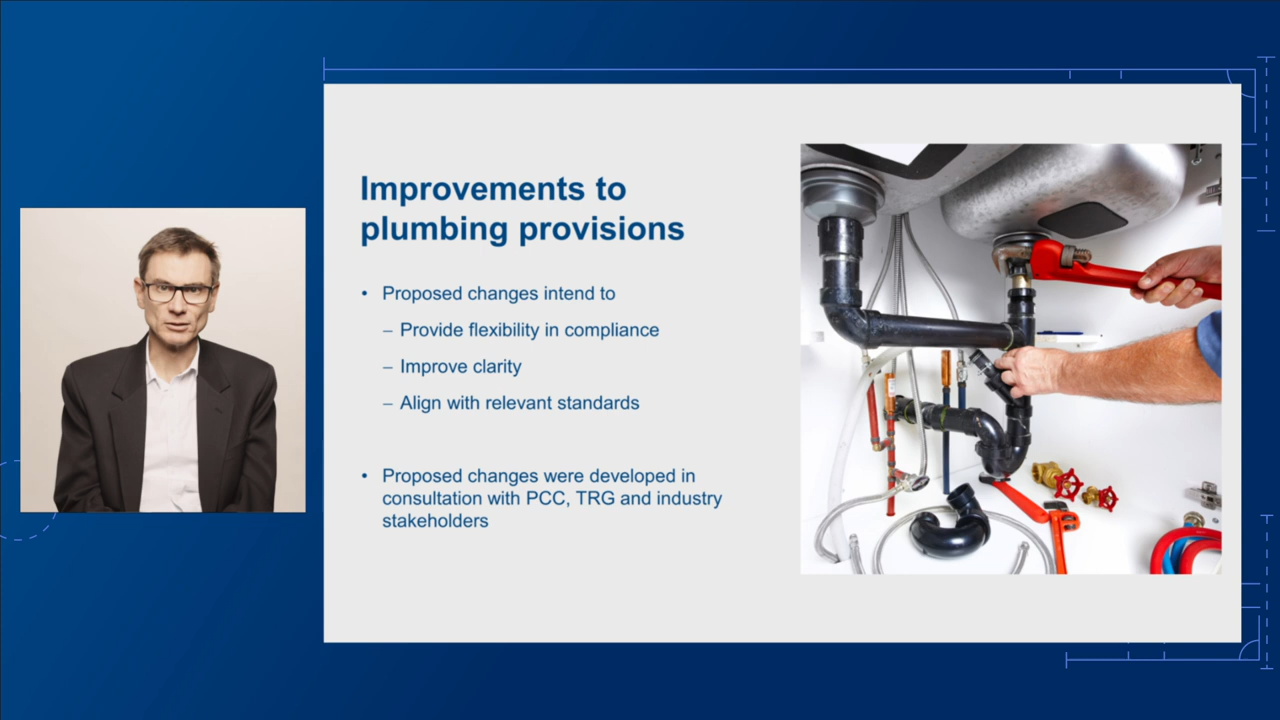 Improvements to
plumbing provisions
• Proposed changes intend to
– Provide flexibility in compliance
– Improve clarity
– Align with relevant standards
• Proposed changes were developed in
consultation with PCC, TRG and industry
stakeholders